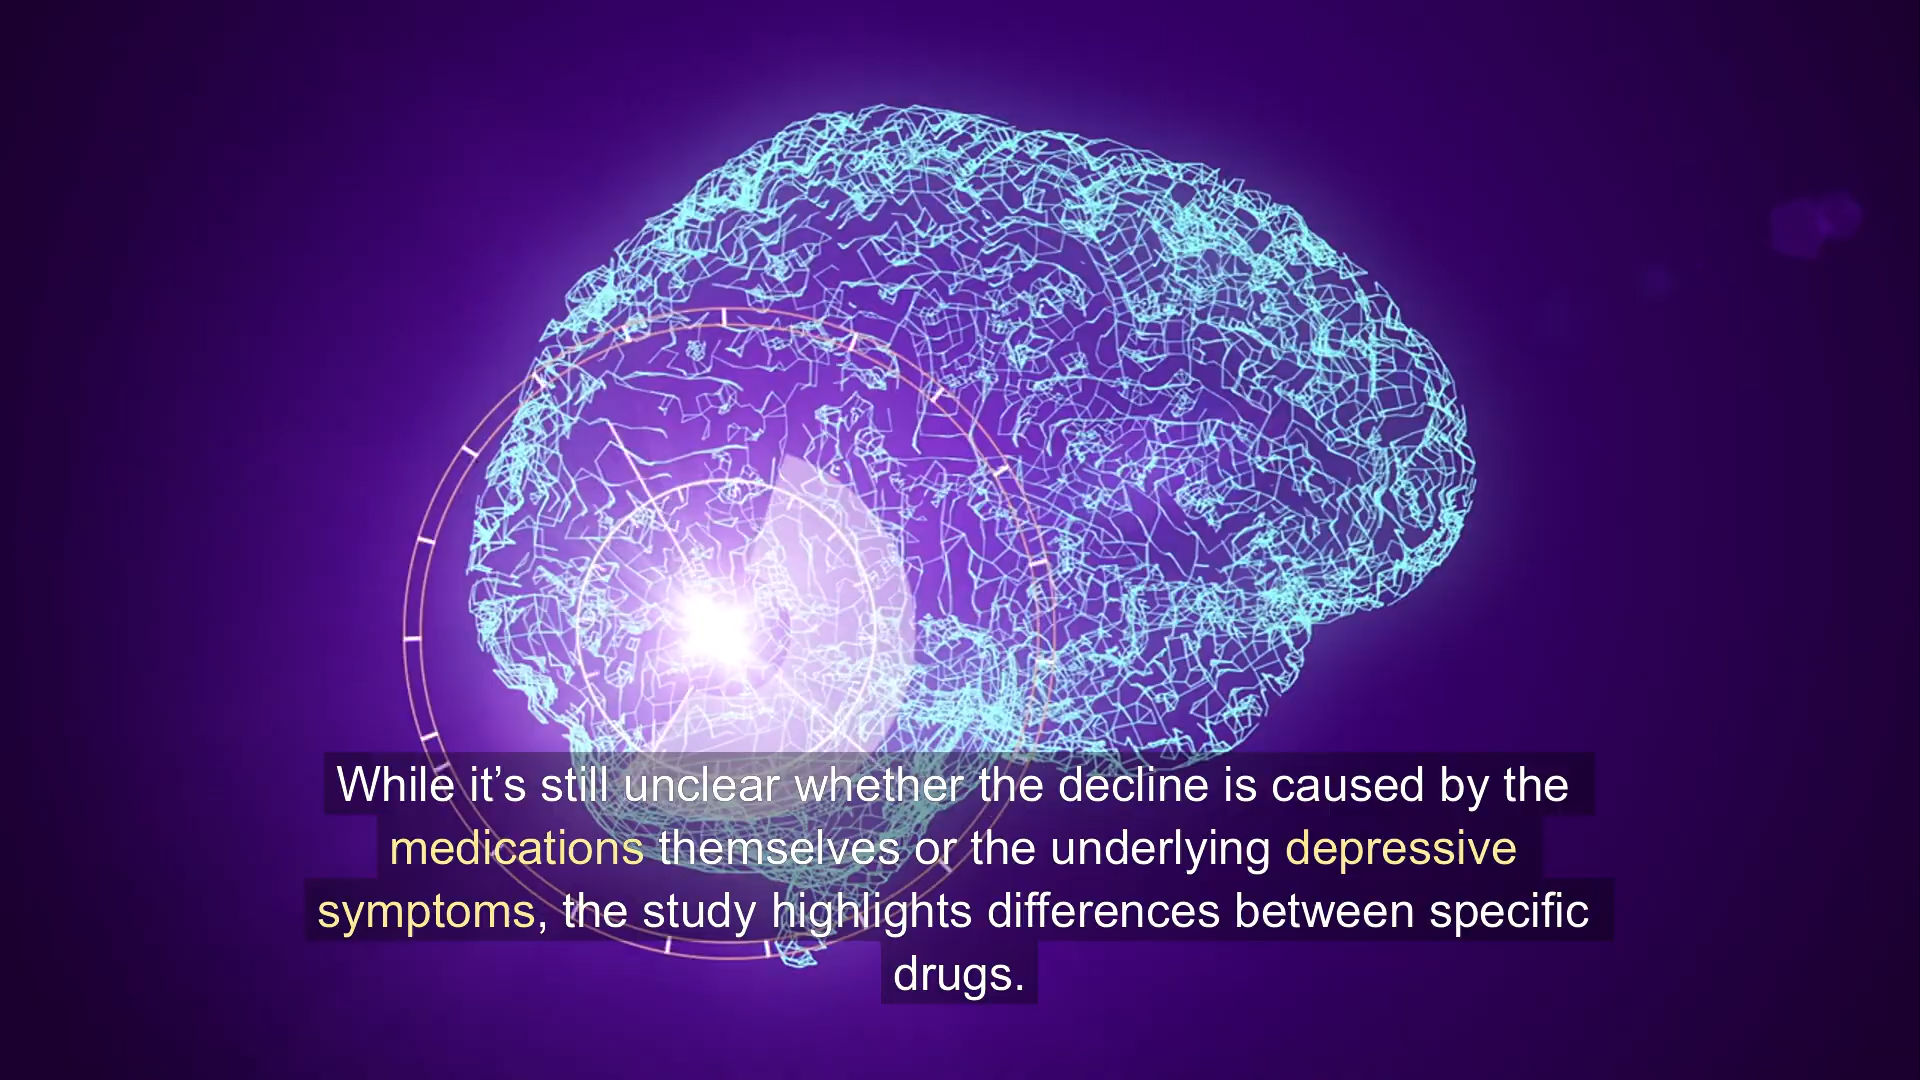 While it’s still unclear whether the decline is caused by the
medications themselves or the underlying depressive
symptoms, the study highlights differences between specific
drugs.